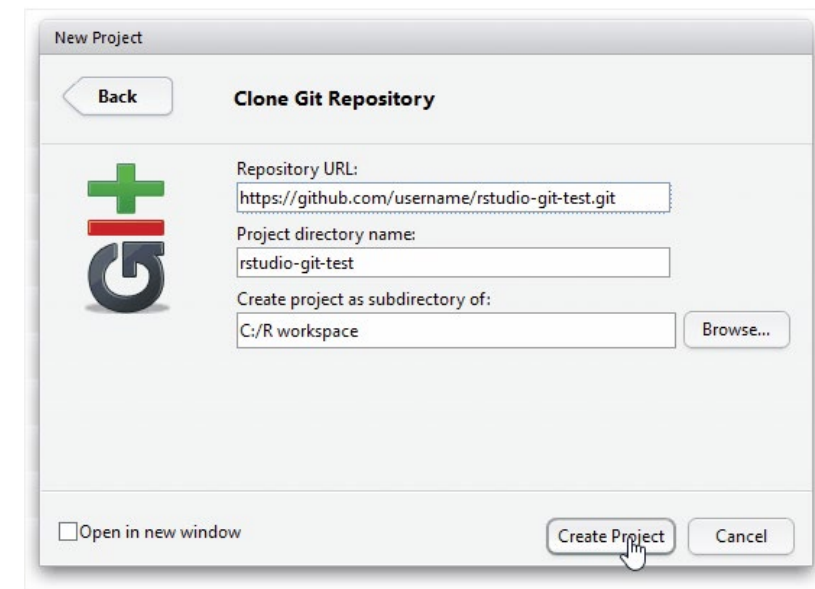 New Project
Back
Clone Git Repository
Repository URL:
https://github.com/username/rstudio-git-test.git
Project directory name:
rstudio-git-test
Create project as subdirectory of:
C:/R workspace
Browse...
git
Open in new window
Create Project
Cancel